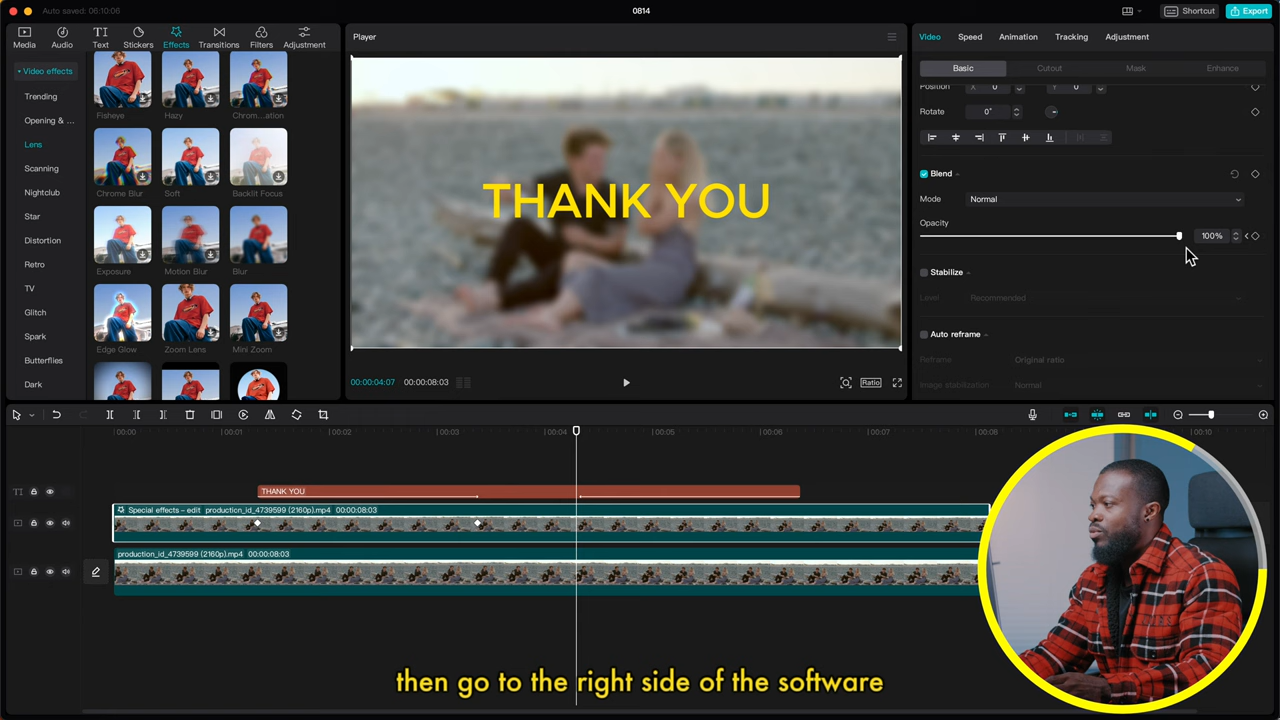 Auto saved: 06:10:06
0814
Shortcut
Export
Media
Audio
Text
Stickers
Effects
Transitions
Filters
Adjustment
Video effects
Trending
Opening & ...
Lens
Scanning
Nightclub
Star
Distortion
Retro
TV
Glitch
Spark
Butterflies
Dark
Fisheye
Hazy
Chrom...ation
Chrome Blur
Soft
Backlit Focus
Exposure
Motion Blur
Blur
Edge Glow
Zoom Lens
Mini Zoom
Player
THANK YOU
00:00:04:07
00:00:08:03
Ratio
Video
Speed
Animation
Tracking
Adjustment
Basic
Cutout
Mask
Enhance
Position X 0 Y 0
Rotate 0°
Blend
Mode Normal
Opacity
100%
Stabilize
Level Recommended
Auto reframe
Reframe Original ratio
Image stabilization Normal
00:00
00:01
00:02
00:03
00:04
00:05
00:06
00:07
00:08
00:10
THANK YOU
Special effects – edit production_id_4739599 (2160p).mp4 00:00:08:03
production_id_4739599 (2160p).mp4 00:00:08:03
then go to the right side of the software